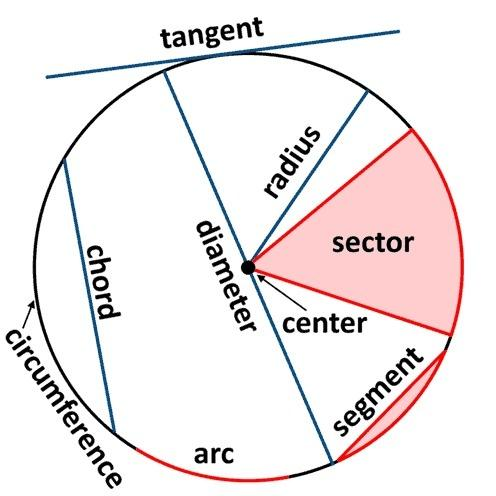 tangent
radius
sector
diameter
chord
center
circumference
segment
arc